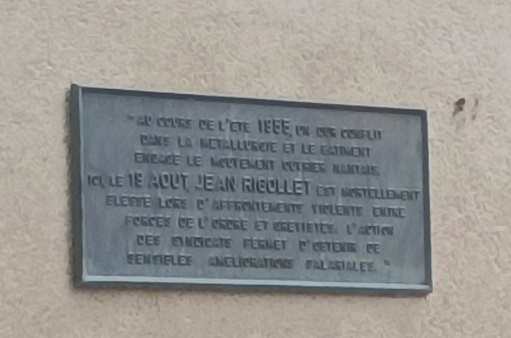 "AU COURS DE L'ETE 1955, UN DUR CONFLIT
DANS LA METALLURGIE ET LE BATIMENT
ENGAGE LE MOUVEMENT OUVRIER NANTAIS.
ICI, LE 19 AOUT, JEAN RIGOLLET EST MORTELLEMENT
BLESSE LORS D'AFFRONTEMENTS VIOLENTS ENTRE
FORCES DE L'ORDRE ET GREVISTES. L'ACTION
DES SYNDICATS PERMET D'OBTENIR DE
SENSIBLES AMELIORATIONS SALARIALES."